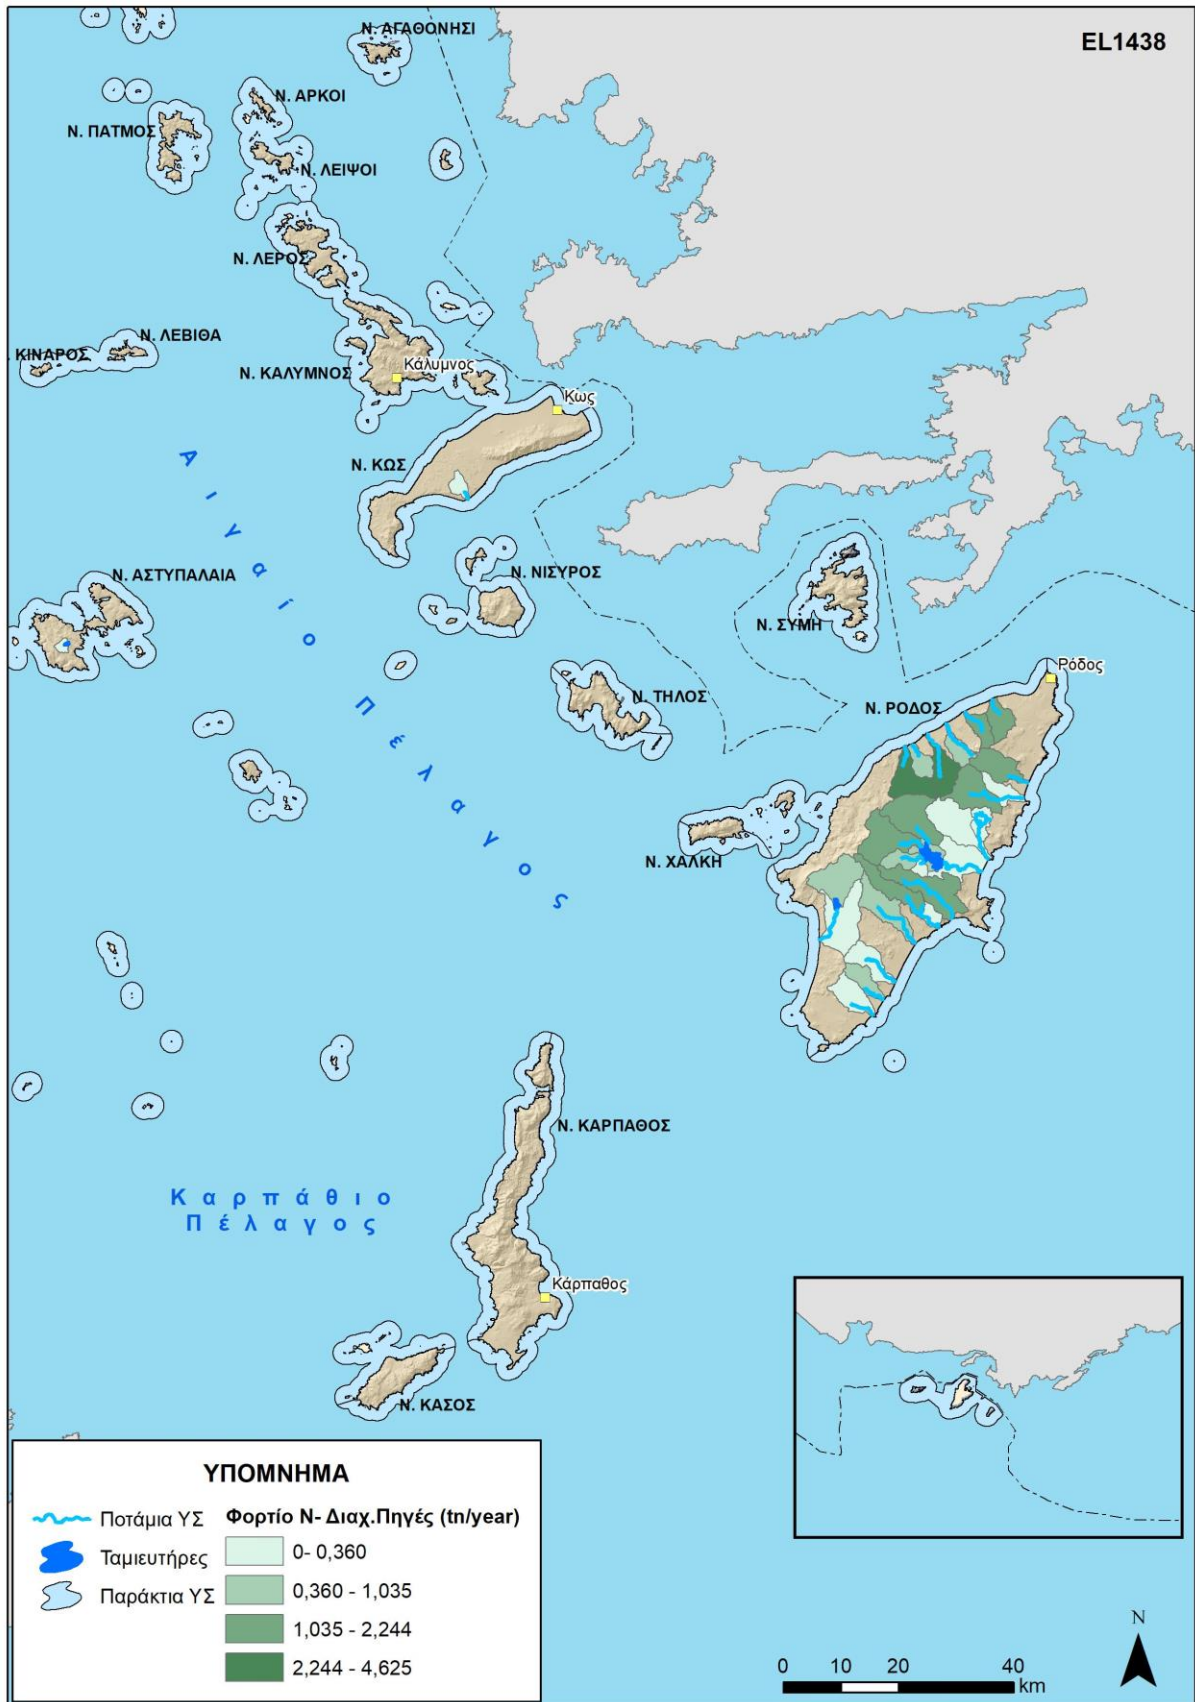 EL1438
Ν. ΑΓΑΘΟΝΗΣΙ
Ν. ΑΡΚΟΙ
Ν. ΠΑΤΜΟΣ
Ν. ΛΕΙΨΟΙ
Ν. ΛΕΡΟΣ
Ν. ΛΕΒΙΘΑ
. ΚΙΝΑΡΟΣ
Ν. ΚΑΛΥΜΝΟΣ
Κάλυμνος
Κως
Ν. ΚΩΣ
Αιγαίο Πέλαγος
Ν. ΑΣΤΥΠΑΛΑΙΑ
Ν. ΝΙΣΥΡΟΣ
Ν. ΣΥΜΗ
Ρόδος
Ν. ΤΗΛΟΣ
Ν. ΡΟΔΟΣ
Ν. ΧΑΛΚΗ
Ν. ΚΑΡΠΑΘΟΣ
Καρπάθιο
Πέλαγος
Κάρπαθος
Ν. ΚΑΣΟΣ
ΥΠΟΜΝΗΜΑ
Ποτάμια ΥΣ
Ταμιευτήρες
Παράκτια ΥΣ
Φορτίο Ν- Διαχ.Πηγές (tn/year)
0- 0,360
0,360 - 1,035
1,035 - 2,244
2,244 - 4,625
N
0 10 20 40
km